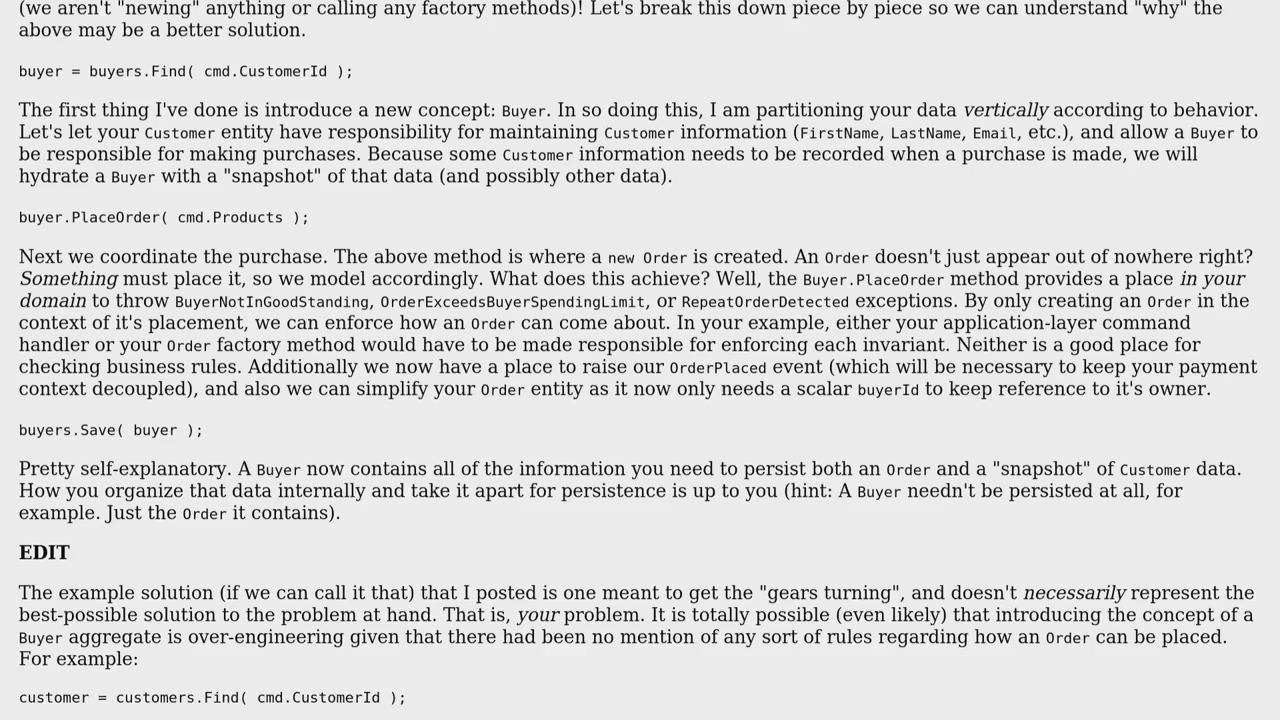 (we aren't "newing" anything or calling any factory methods)! Let's break this down piece by piece so we can understand "why" the
above may be a better solution.
buyer = buyers.Find( cmd.CustomerId );
The first thing I've done is introduce a new concept: Buyer. In so doing this, I am partitioning your data vertically according to behavior.
Let's let your Customer entity have responsibility for maintaining Customer information (FirstName, LastName, Email, etc.), and allow a Buyer to
be responsible for making purchases. Because some Customer information needs to be recorded when a purchase is made, we will
hydrate a Buyer with a "snapshot" of that data (and possibly other data).
buyer.PlaceOrder( cmd.Products );
Next we coordinate the purchase. The above method is where a new Order is created. An Order doesn't just appear out of nowhere right?
Something must place it, so we model accordingly. What does this achieve? Well, the Buyer.PlaceOrder method provides a place in your
domain to throw BuyerNotInGoodStanding, OrderExceedsBuyerSpendingLimit, or RepeatOrderDetected exceptions. By only creating an Order in the
context of it's placement, we can enforce how an Order can come about. In your example, either your application-layer command
handler or your Order factory method would have to be made responsible for enforcing each invariant. Neither is a good place for
checking business rules. Additionally we now have a place to raise our OrderPlaced event (which will be necessary to keep your payment
context decoupled), and also we can simplify your Order entity as it now only needs a scalar buyerId to keep reference to it's owner.
buyers.Save( buyer );
Pretty self-explanatory. A Buyer now contains all of the information you need to persist both an Order and a "snapshot" of Customer data.
How you organize that data internally and take it apart for persistence is up to you (hint: A Buyer needn't be persisted at all, for
example. Just the Order it contains).
EDIT
The example solution (if we can call it that) that I posted is one meant to get the "gears turning", and doesn't necessarily represent the
best-possible solution to the problem at hand. That is, your problem. It is totally possible (even likely) that introducing the concept of a
Buyer aggregate is over-engineering given that there had been no mention of any sort of rules regarding how an Order can be placed.
For example:
customer = customers.Find( cmd.CustomerId );